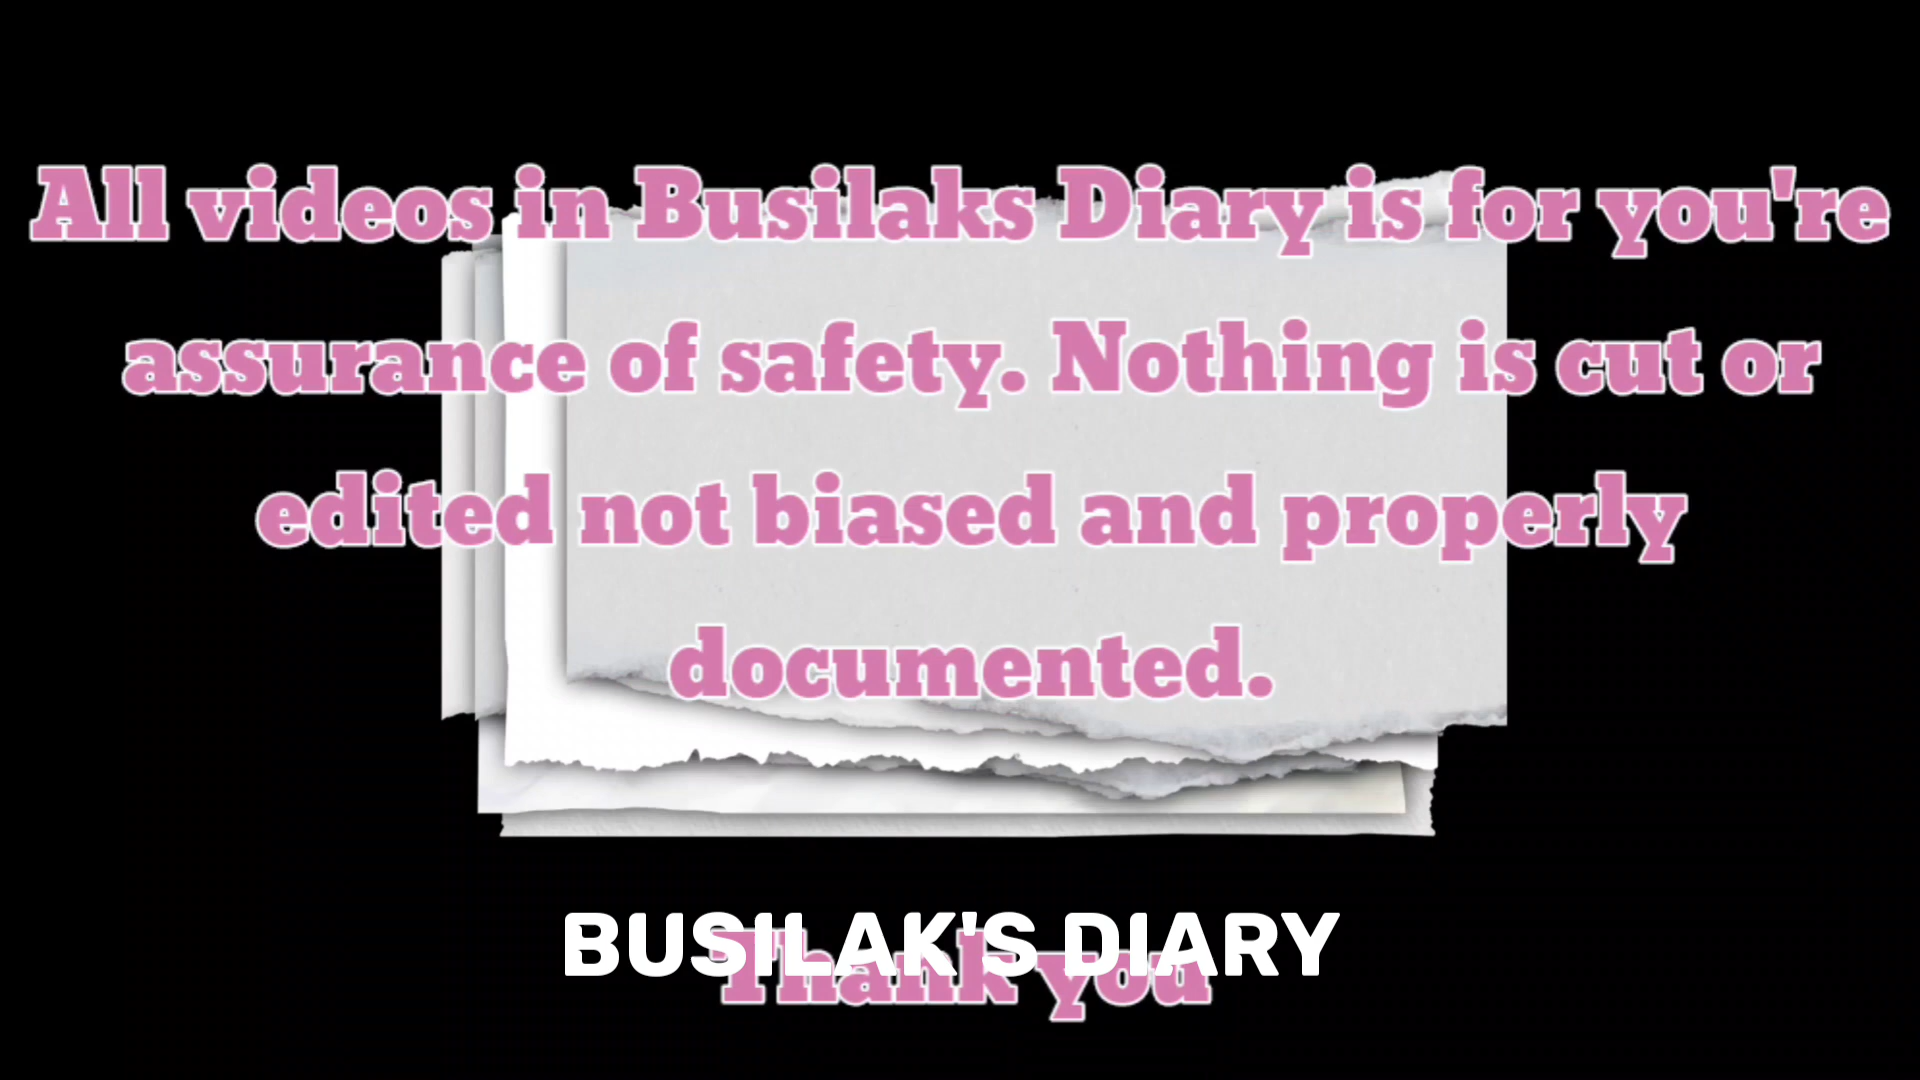 All videos in Busilaks Diary is for you're
assurance of safety. Nothing is cut or
edited not biased and properly
documented.
BUSILAK'S DIARY
Thank you